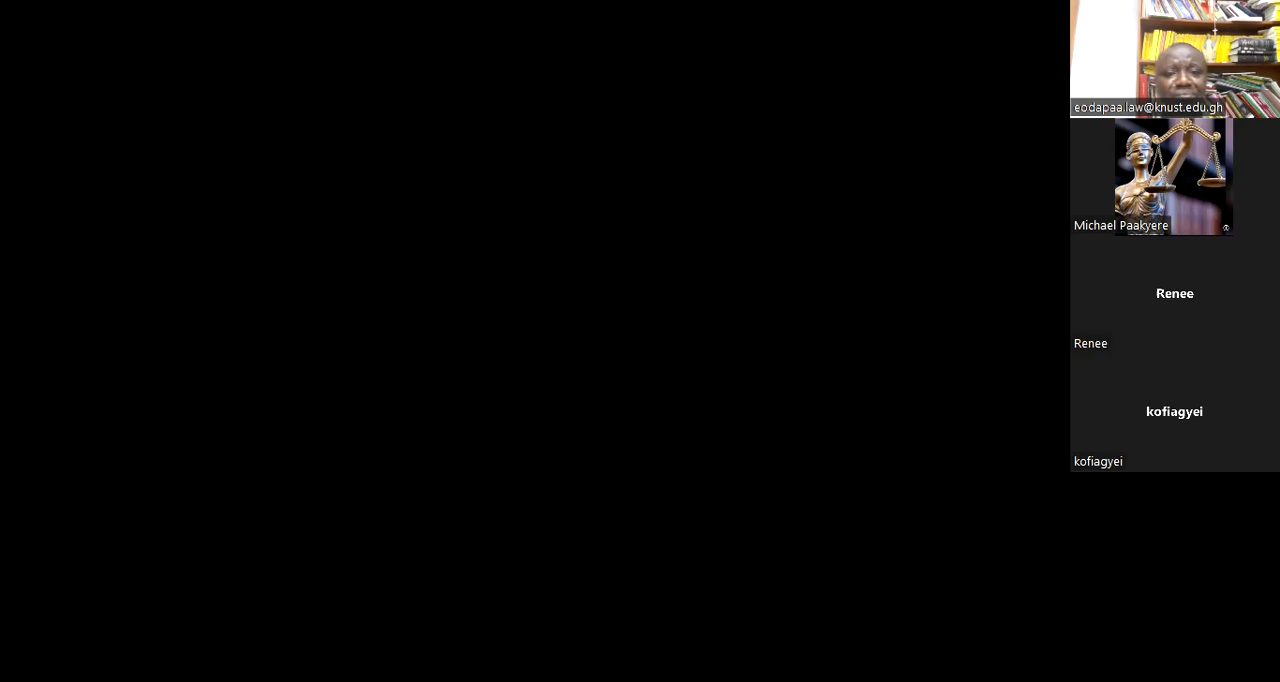 eodapaa.law@knust.edu.gh
Michael Paakyere
Renee
Renee
kofiagyei
kofiagyei